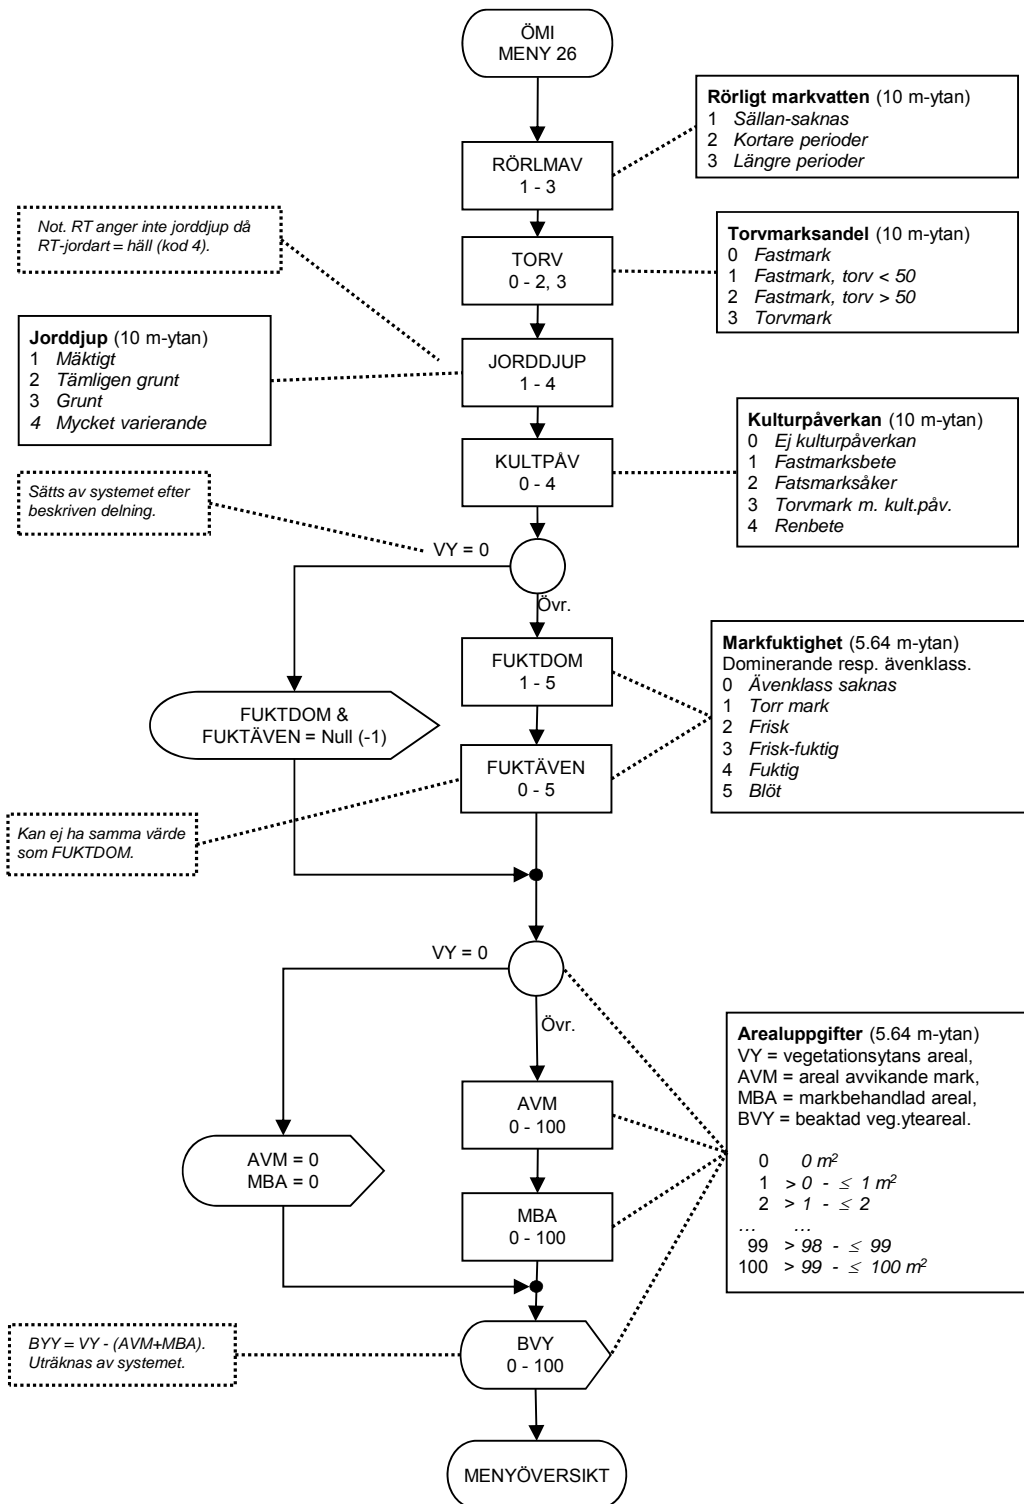 ÖMI
MENY 26
Rörligt markvatten (10 m-ytan)
1 Sällan-saknas
2 Kortare perioder
3 Längre perioder
RÖRLMAV
1 - 3
Not. RT anger inte jorddjup då
RT-jordart = häll (kod 4).
TORV
0 - 2, 3
Torvmarksandel (10 m-ytan)
0 Fastmark
1 Fastmark, torv < 50
2 Fastmark, torv > 50
3 Torvmark
Jorddjup (10 m-ytan)
1 Mäktigt
2 Tämligen grunt
3 Grunt
4 Mycket varierande
JORDDJUP
1 - 4
KULTPÅV
0 - 4
Kulturpåverkan (10 m-ytan)
0 Ej kulturpåverkan
1 Fastmarksbete
2 Fatsmarksåker
3 Torvmark m. kult.påv.
4 Renbete
Sätts av systemet efter
beskriven delning.
VY = 0
Övr.
FUKTDOM
1 - 5
Markfuktighet (5.64 m-ytan)
Dominerande resp. ävenklass.
0 Ävenklass saknas
1 Torr mark
2 Frisk
3 Frisk-fuktig
4 Fuktig
5 Blöt
FUKTDOM &
FUKTÄVEN = Null (-1)
FUKTÄVEN
0 - 5
Kan ej ha samma värde
som FUKTDOM.
VY = 0
Övr.
Arealuppgifter (5.64 m-ytan)
VY = vegetationsytans areal,
AVM = areal avvikande mark,
MBA = markbehandlad areal,
BVY = beaktad veg.yteareal.
0 0 m²
1 > 0 - ≤ 1 m²
2 > 1 - ≤ 2
... ...
99 > 98 - ≤ 99
100 > 99 - ≤ 100 m²
AVM
0 - 100
AVM = 0
MBA = 0
MBA
0 - 100
BYY = VY - (AVM+MBA).
Uträknas av systemet.
BVY
0 - 100
MENYÖVERSIKT